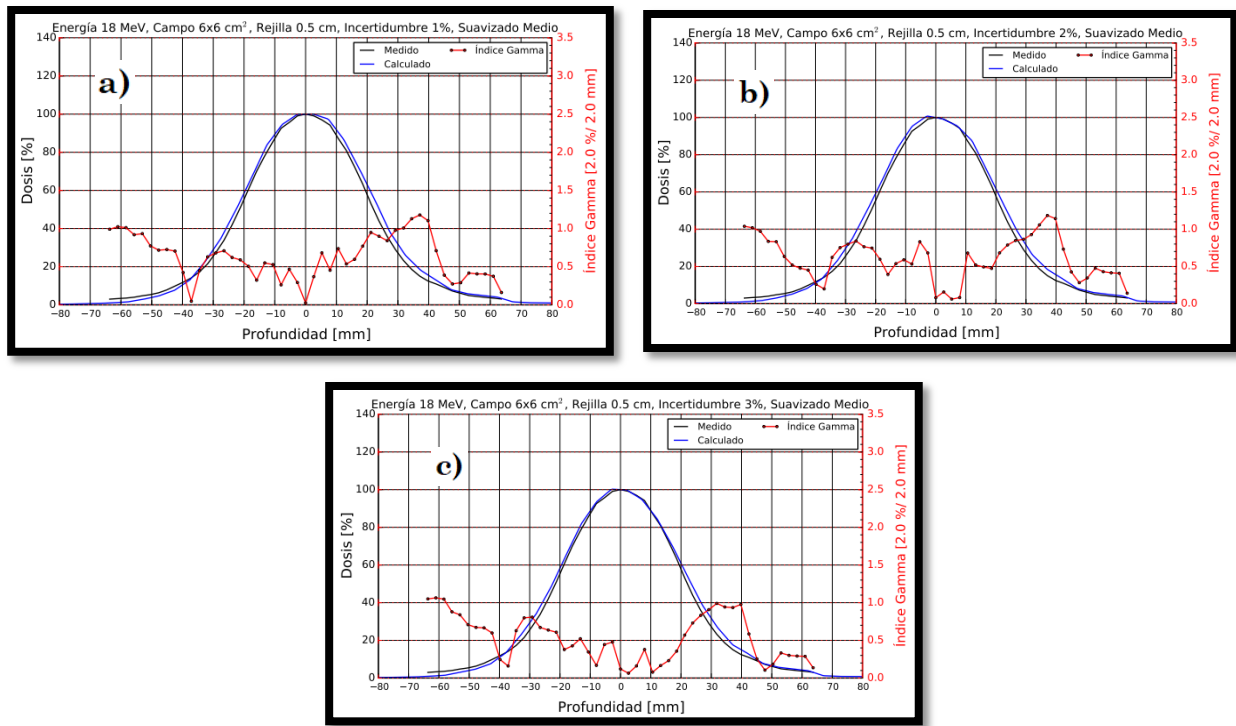 Energía 18 MeV, Campo 6x6 cm², Rejilla 0.5 cm, Incertidumbre 1%, Suavizado Medio
a)
Medido
Calculado
Índice Gamma
Dosis [%]
140
120
100
80
60
40
20
0
Índice Gamma [2.0 %/ 2.0 mm]
3.5
3.0
2.5
2.0
1.5
1.0
0.5
0.0
−80 −70 −60 −50 −40 −30 −20 −10 0 10 20 30 40 50 60 70 80
Profundidad [mm]
Energía 18 MeV, Campo 6x6 cm², Rejilla 0.5 cm, Incertidumbre 2%, Suavizado Medio
b)
Medido
Calculado
Índice Gamma
Dosis [%]
140
120
100
80
60
40
20
0
Índice Gamma [2.0 %/ 2.0 mm]
3.5
3.0
2.5
2.0
1.5
1.0
0.5
0.0
−80 −70 −60 −50 −40 −30 −20 −10 0 10 20 30 40 50 60 70 80
Profundidad [mm]
Energía 18 MeV, Campo 6x6 cm², Rejilla 0.5 cm, Incertidumbre 3%, Suavizado Medio
c)
Medido
Calculado
Índice Gamma
Dosis [%]
140
120
100
80
60
40
20
0
Índice Gamma [2.0 %/ 2.0 mm]
3.5
3.0
2.5
2.0
1.5
1.0
0.5
0.0
−80 −70 −60 −50 −40 −30 −20 −10 0 10 20 30 40 50 60 70 80
Profundidad [mm]